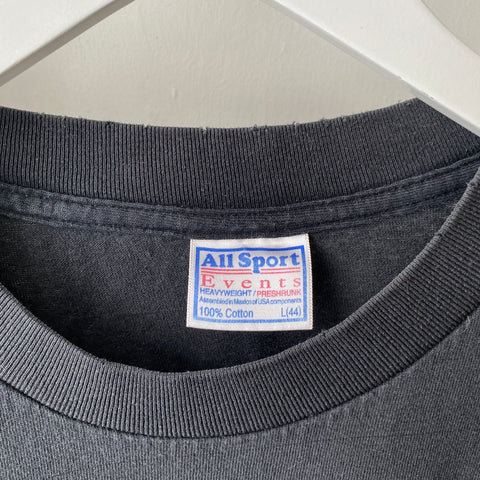 All Sport
Events
HEAVYWEIGHT/PRESHRUNK
Assembled in Mexico of USA components
100% Cotton L(44)